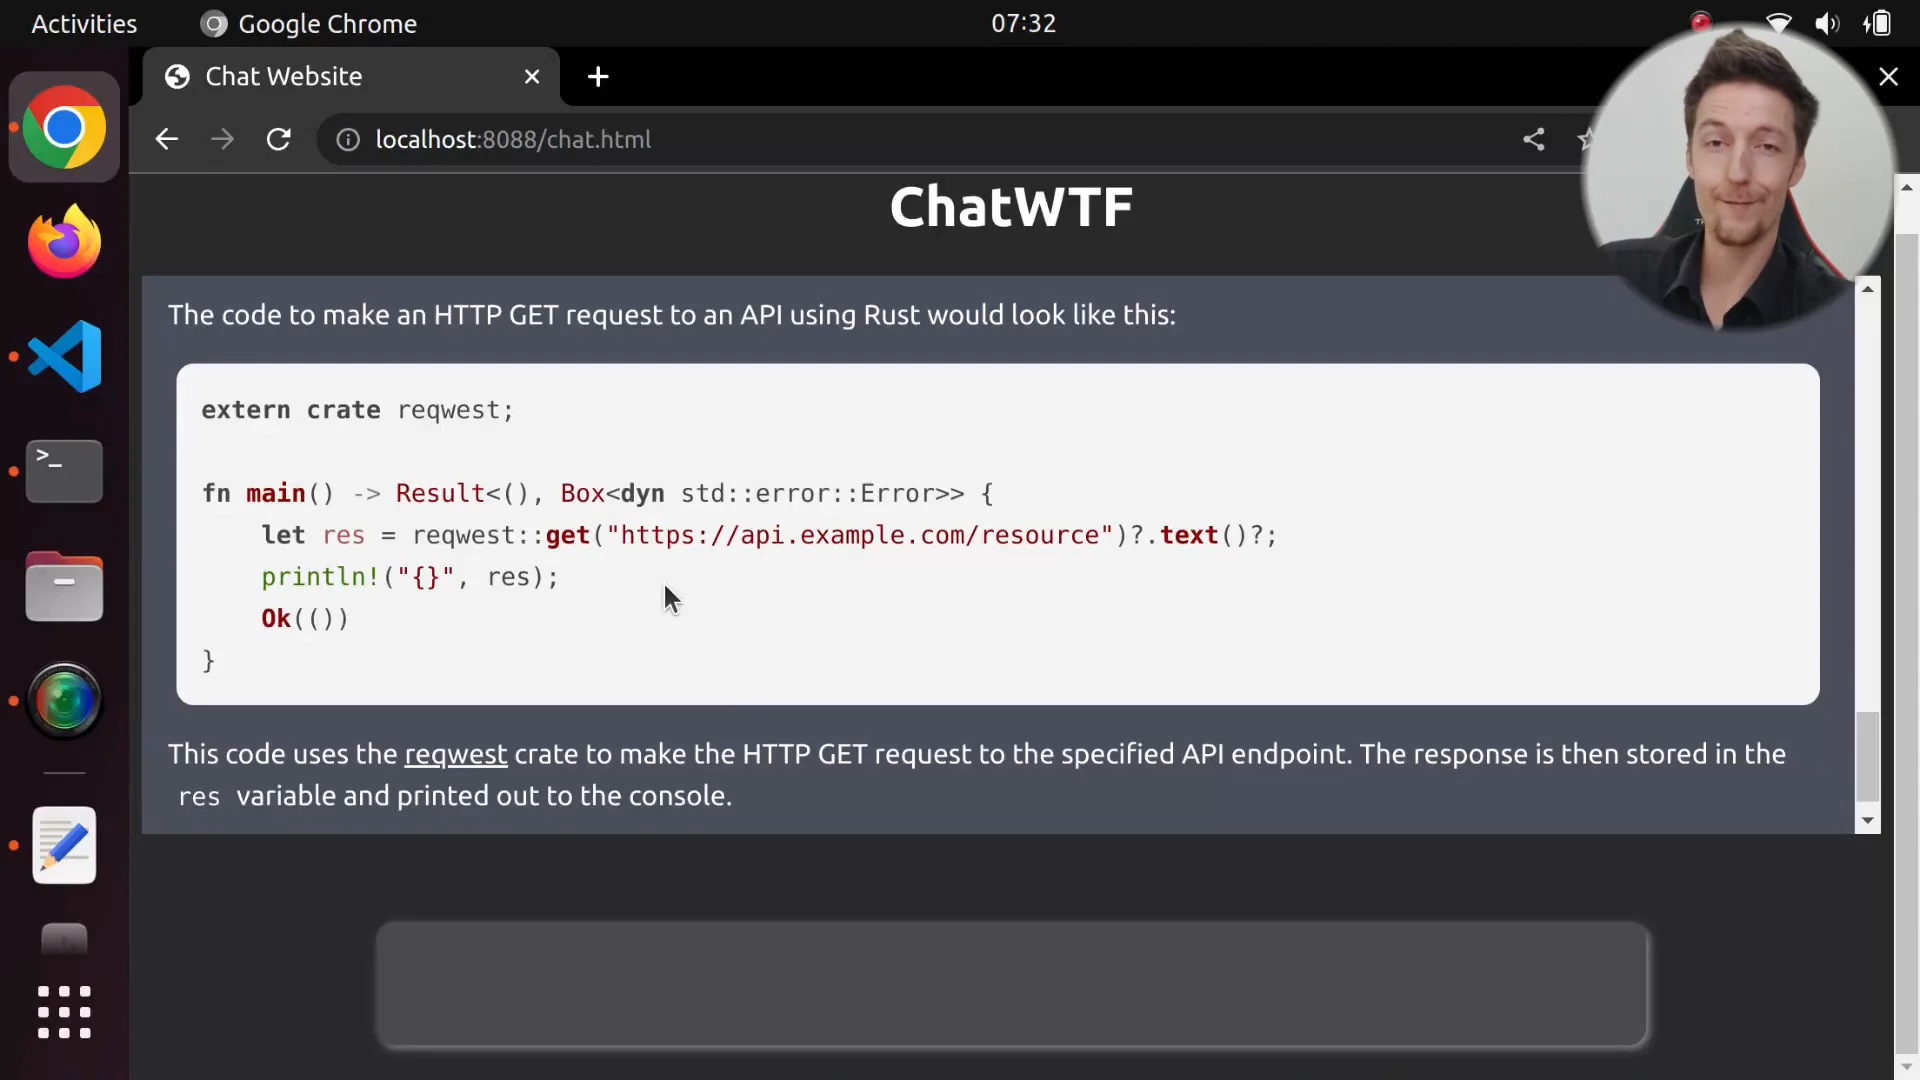 Activities
Google Chrome
07:32
Chat Website
localhost:8088/chat.html
ChatWTF
The code to make an HTTP GET request to an API using Rust would look like this:
extern crate reqwest;
fn main() -> Result<(), Box<dyn std::error::Error>> {
    let res = reqwest::get("https://api.example.com/resource")?.text()?;
    println!("{}", res);
    Ok(())
}
This code uses the reqwest crate to make the HTTP GET request to the specified API endpoint. The response is then stored in the
res variable and printed out to the console.